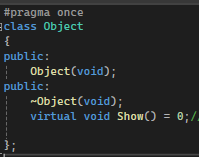 #pragma once
class Object
{
public:
    Object(void);
public:
    ~Object(void);
    virtual void Show() = 0;//
};